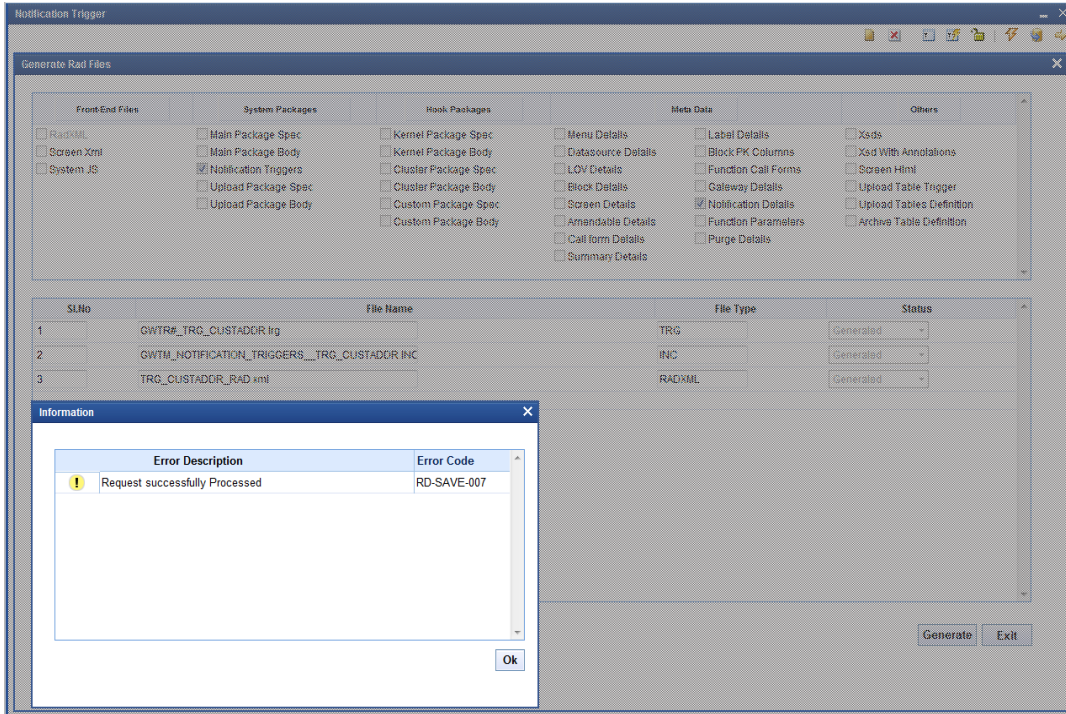 Notification Trigger
Generate Rad Files
Front-End Files System Packages Hook Packages Meta Data Others
RadXML Main Package Spec Kernel Package Spec Menu Details Label Details Xsds
Screen Xml Main Package Body Kernel Package Body Datasource Details Block PK Columns Xsd With Annotations
System JS Notification Triggers Cluster Package Spec LOV Details Function Call Forms Screen Html
Upload Package Spec Cluster Package Body Block Details Gateway Details Upload Table Trigger
Upload Package Body Custom Package Spec Screen Details Notification Details Upload Tables Definition
Custom Package Body Amendable Details Function Parameters Archive Table Definition
Call form Details Purge Details
Summary Details
Sl.No File Name File Type Status
1 GWTR#_TRG_CUSTADDR.trg TRG Generated
2 GWTM_NOTIFICATION_TRIGGERS__TRG_CUSTADDR.INC INC Generated
3 TRG_CUSTADDR_RAD.xml RADXML Generated
Information
Error Description Error Code
! Request successfully Processed RD-SAVE-007
Ok
Generate Exit